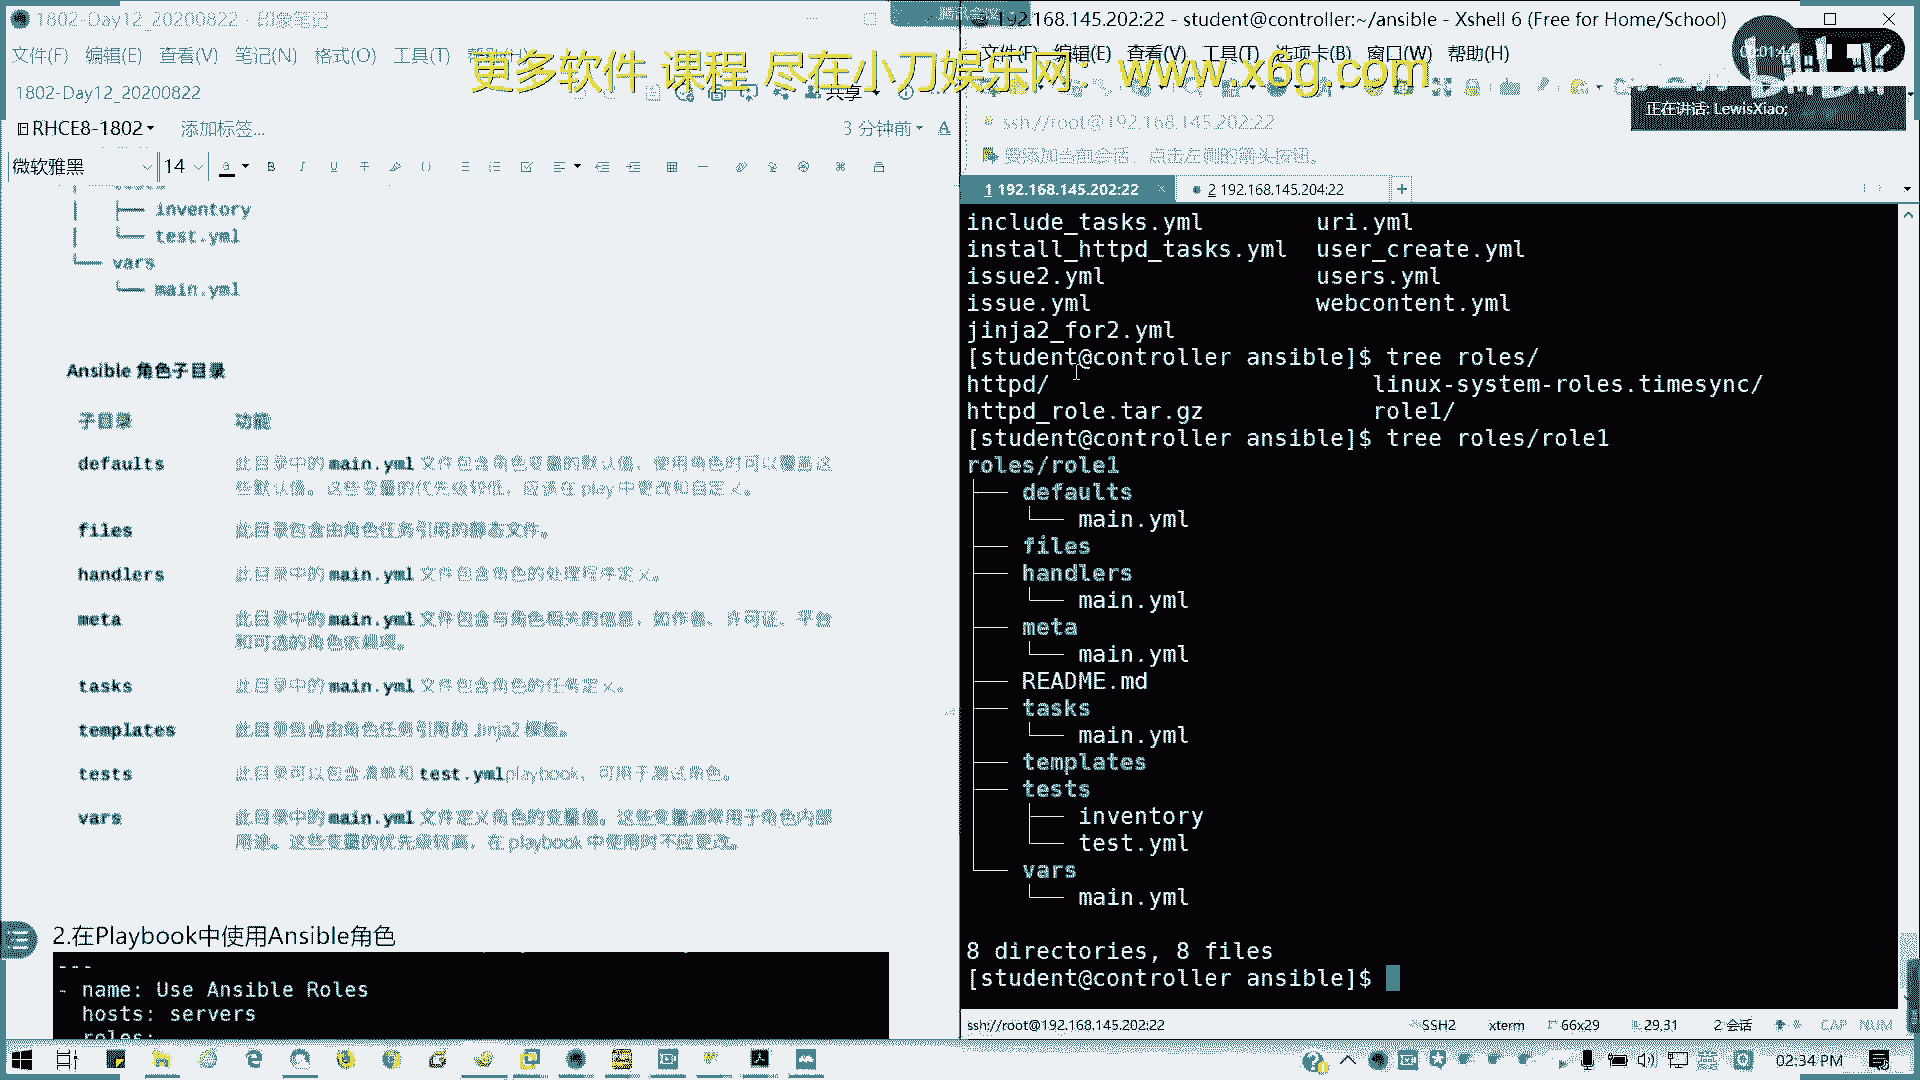 1802-Day12_20200822 - 印象笔记
文件(F) 编辑(E) 查看(V) 笔记(N) 格式(O) 工具(T) 帮助(H)
更多软件 课程 尽在小刀娱乐网：www.x6g.com
1802-Day12_20200822
共享
RHCE8-1802
添加标签...
3 分钟前
微软雅黑
14
inventory
test.yml
vars
main.yml
Ansible 角色子目录
子目录 功能
defaults 此目录中的 main.yml 文件包含角色变量的默认值，使用角色时可以覆盖这
些默认值。这些变量的优先级较低，应该在 play 中更改和自定义。
files 此目录包含由角色任务引用的静态文件。
handlers 此目录中的 main.yml 文件包含角色的处理程序定义。
meta 此目录中的 main.yml 文件包含与角色相关的信息，如作者、许可证、平台
和可选的角色依赖项。
tasks 此目录中的 main.yml 文件包含角色的任务定义。
templates 此目录包含由角色任务引用的 Jinja2 模板。
tests 此目录可以包含清单和 test.ymlplaybook，可用于测试角色。
vars 此目录中的 main.yml 文件定义角色的变量值。这些变量通常用于角色内部
用途。这些变量的优先级较高，在 playbook 中使用时不应更改。
2.在Playbook中使用Ansible角色
---
- name: Use Ansible Roles
hosts: servers
roles:
腾讯会议
192.168.145.202:22 - student@controller:~/ansible - Xshell 6 (Free for Home/School)
文件(F) 编辑(E) 查看(V) 工具(T) 选项卡(B) 窗口(W) 帮助(H)
正在讲话: LewisXiao;
ssh://root@192.168.145.202:22
要添加当前会话，点击左侧的箭头按钮。
1 192.168.145.202:22
2 192.168.145.204:22
include_tasks.yml uri.yml
install_httpd_tasks.yml user_create.yml
issue2.yml users.yml
issue.yml webcontent.yml
jinja2_for2.yml
[student@controller ansible]$ tree roles/
httpd/ linux-system-roles.timesync/
httpd_role.tar.gz role1/
[student@controller ansible]$ tree roles/role1
roles/role1
├── defaults
│   └── main.yml
├── files
├── handlers
│   └── main.yml
├── meta
│   └── main.yml
├── README.md
├── tasks
│   └── main.yml
├── templates
├── tests
│   ├── inventory
│   └── test.yml
└── vars
    └── main.yml
8 directories, 8 files
[student@controller ansible]$
ssh://root@192.168.145.202:22
SSH2
xterm
66x29
29,31
2 会话
CAP NUM
02:34 PM